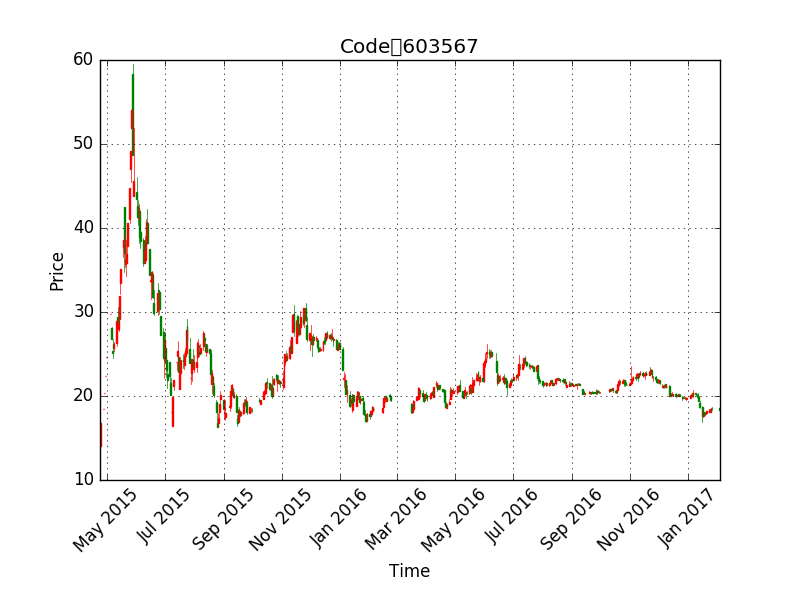 Code▯603567
60
50
40
30
20
10
Price
May 2015
Jul 2015
Sep 2015
Nov 2015
Jan 2016
Mar 2016
May 2016
Jul 2016
Sep 2016
Nov 2016
Jan 2017
Time